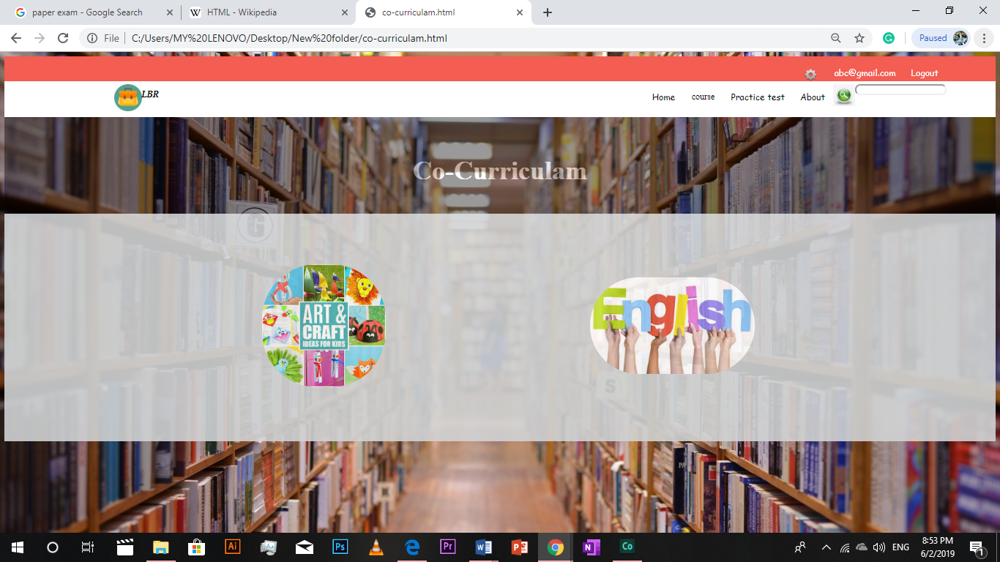 paper exam - Google Search
HTML - Wikipedia
co-curriculam.html
File
C:/Users/MY%20LENOVO/Desktop/New%20folder/co-curriculam.html
Paused
abc@gmail.com Logout
LBR
Home course Practice test About
Co-Curriculam
G
ART &
CRAFT
IDEAS FOR KIDS
English
S
Ai
Ps
Pr
W
P
N
Co
ENG
8:53 PM
6/2/2019
1